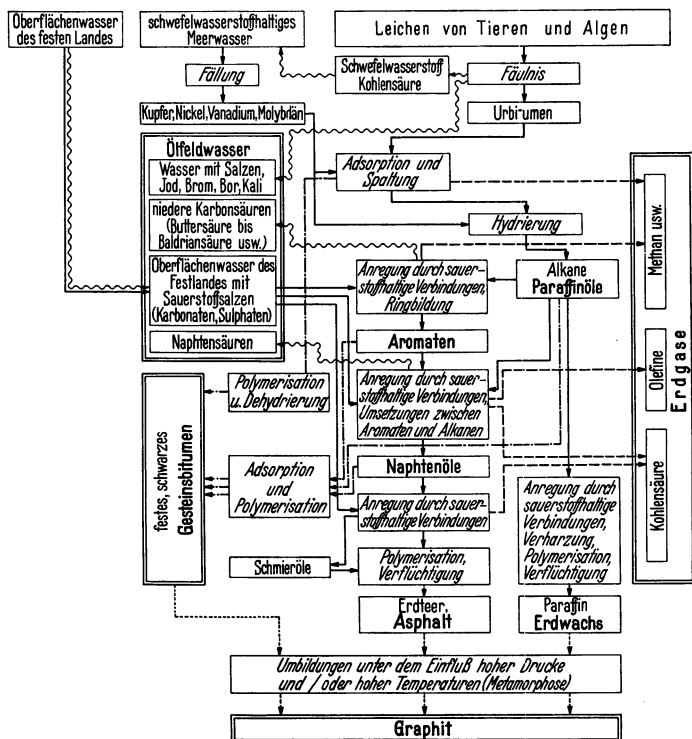 Oberflächenwasser
des festen Landes
schwefelwasserstoffhaltiges
Meerwasser
Leichen von Tieren und Algen
Fällung
Schwefelwasserstoff
Kohlensäure
Fäulnis
Kupfer, Nickel, Vanadium, Molybdän
Urbitumen
Ölfeldwasser
Wasser mit Salzen,
Jod, Brom, Bor, Kali
niedere Karbonsäuren
(Buttersäure bis
Baldriansäure usw.)
Oberflächenwasser des
Festlandes mit
Sauerstoffsalzen
(Karbonaten, Sulphaten)
Naphtensäuren
Adsorption und
Spaltung
Hydrierung
Anregung durch sauer-
stoffhaltige Verbindungen,
Ringbildung
Alkane
Paraffinöle
Aromaten
Polymerisation
u. Dehydrierung
Anregung durch sauer-
stoffhaltige Verbindungen,
Umsetzungen zwischen
Aromaten und Alkanen
Methan usw.
Olefine
Kohlensäure
Erdgase
festes, schwarzes
Gesteinsbitumen
Adsorption
und
Polymerisation
Naphtenöle
Anregung durch sauer-
stoffhaltige Verbindungen
Anregung durch
sauerstoffhaltige
Verbindungen,
Verharzung,
Polymerisation,
Verflüchtigung
Schmieröle
Polymerisation,
Verflüchtigung
Erdteer,
Asphalt
Paraffin
Erdwachs
Umbildungen unter dem Einfluß hoher Drucke
und / oder hoher Temperaturen (Metamorphose)
Graphit